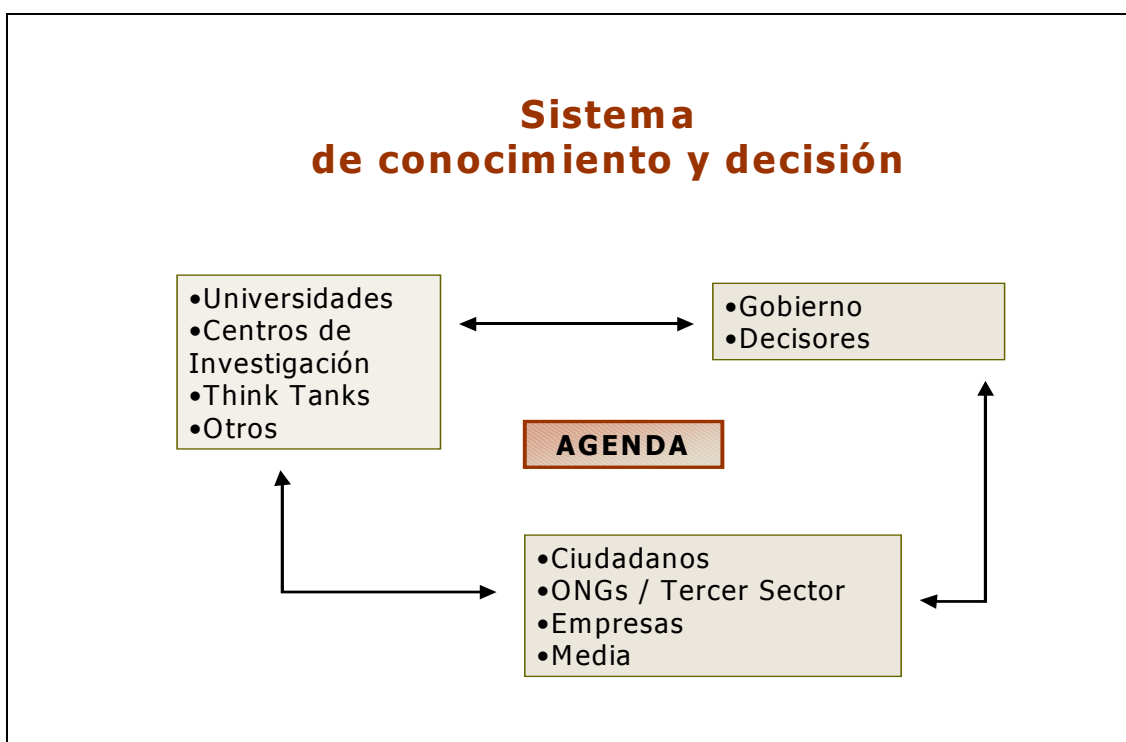 Sistema
de conocimiento y decisión
•Universidades
•Centros de
Investigación
•Think Tanks
•Otros
•Gobierno
•Decisores
AGENDA
•Ciudadanos
•ONGs / Tercer Sector
•Empresas
•Media